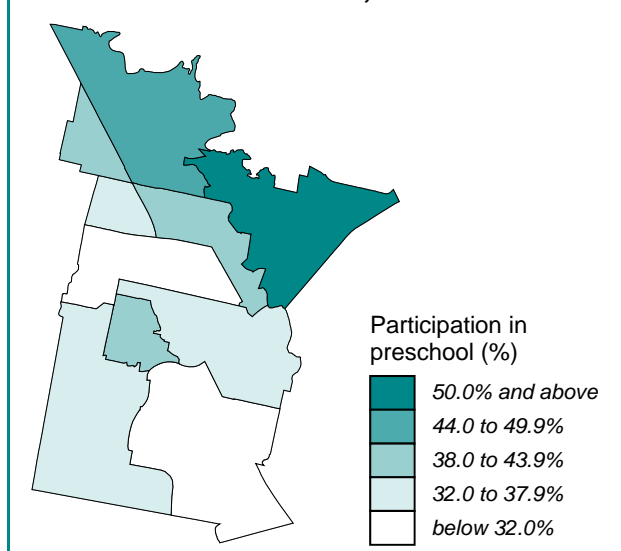 Participation in
preschool (%)
50.0% and above
44.0 to 49.9%
38.0 to 43.9%
32.0 to 37.9%
below 32.0%